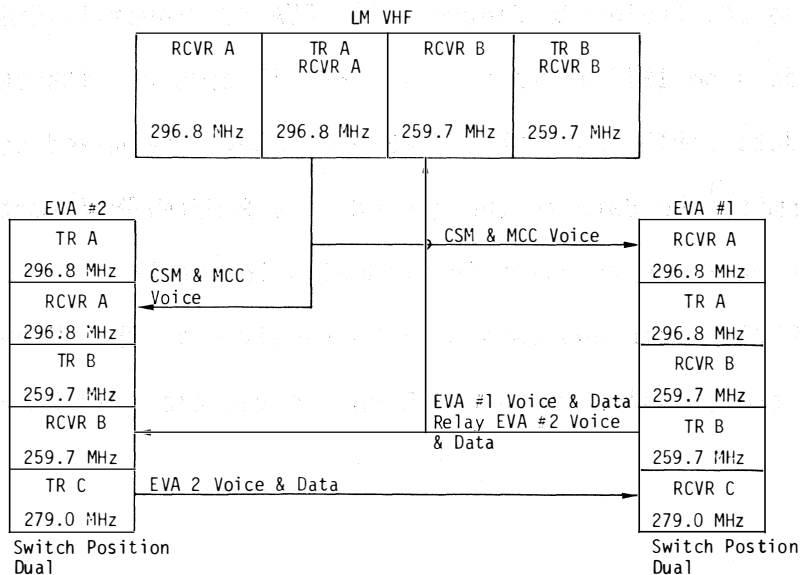 LM VHF
RCVR A
296.8 MHz
TR A
RCVR A
296.8 MHz
RCVR B
259.7 MHz
TR B
RCVR B
259.7 MHz
EVA #2
TR A
296.8 MHz
RCVR A
296.8 MHz
TR B
259.7 MHz
RCVR B
259.7 MHz
TR C
279.0 MHz
Switch Position
Dual
CSM & MCC
Voice
CSM & MCC Voice
EVA #1 Voice & Data
Relay EVA #2 Voice
& Data
EVA 2 Voice & Data
EVA #1
RCVR A
296.8 MHz
TR A
296.8 MHz
RCVR B
259.7 MHz
TR B
259.7 MHz
RCVR C
279.0 MHz
Switch Postion
Dual